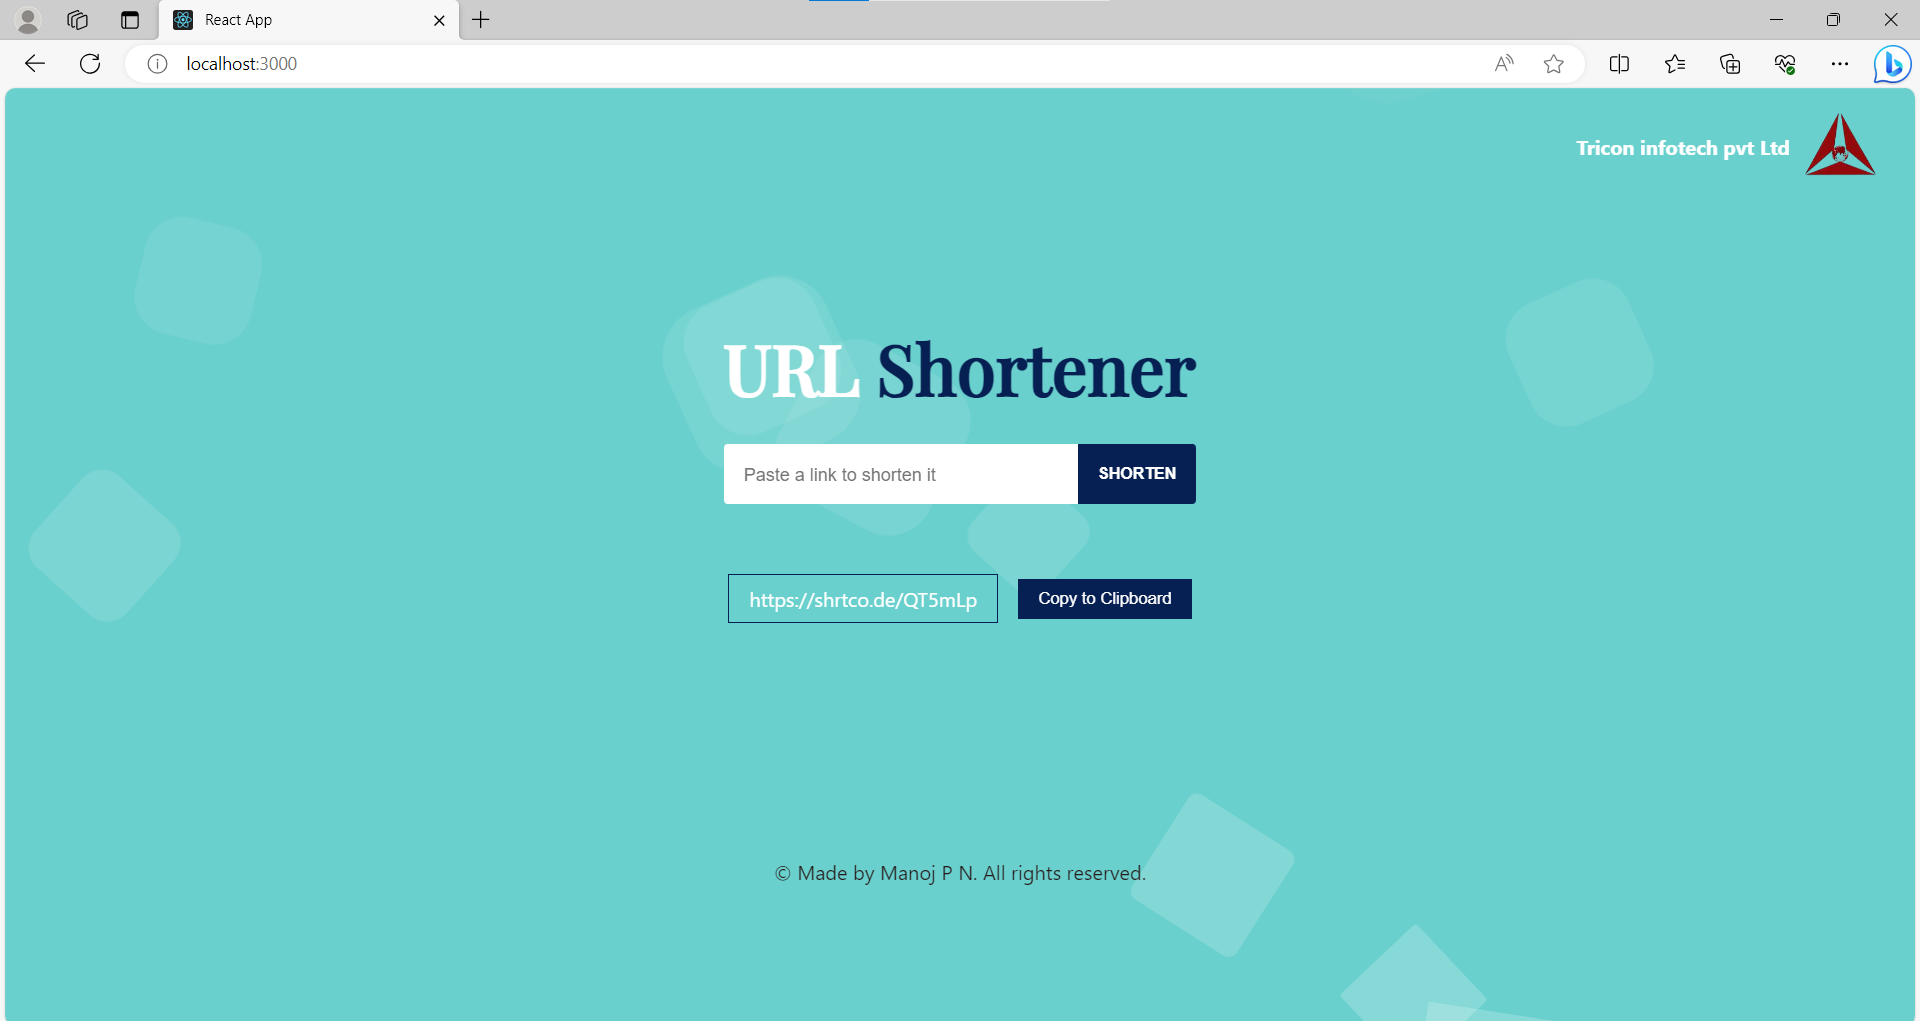 React App
localhost:3000
Tricon infotech pvt Ltd
URL Shortener
Paste a link to shorten it
SHORTEN
https://shrtco.de/QT5mLp
Copy to Clipboard
© Made by Manoj P N. All rights reserved.